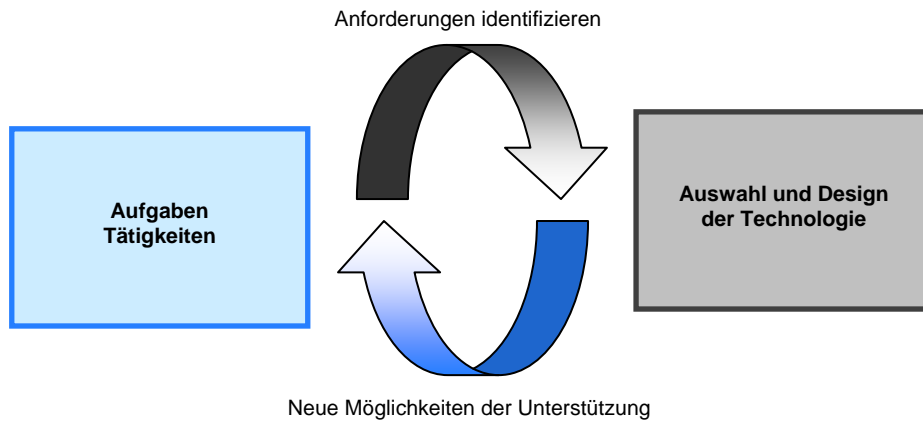 Anforderungen identifizieren
Aufgaben
Tätigkeiten
Auswahl und Design
der Technologie
Neue Möglichkeiten der Unterstützung